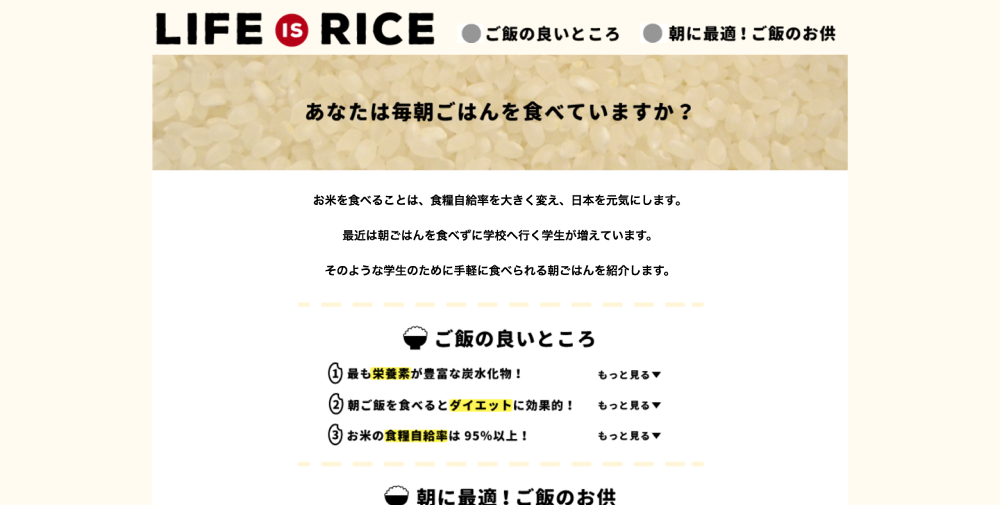 LIFE IS RICE ご飯の良いところ 朝に最適！ご飯のお供
あなたは毎朝ごはんを食べていますか？
お米を食べることは、食糧自給率を大きく変え、日本を元気にします。
最近は朝ごはんを食べずに学校へ行く学生が増えています。
そのような学生のために手軽に食べられる朝ごはんを紹介します。
ご飯の良いところ
1 最も栄養素が豊富な炭水化物！ もっと見る▼
2 朝ご飯を食べるとダイエットに効果的！ もっと見る▼
3 お米の食糧自給率は 95%以上！ もっと見る▼
朝に最適！ご飯のお供